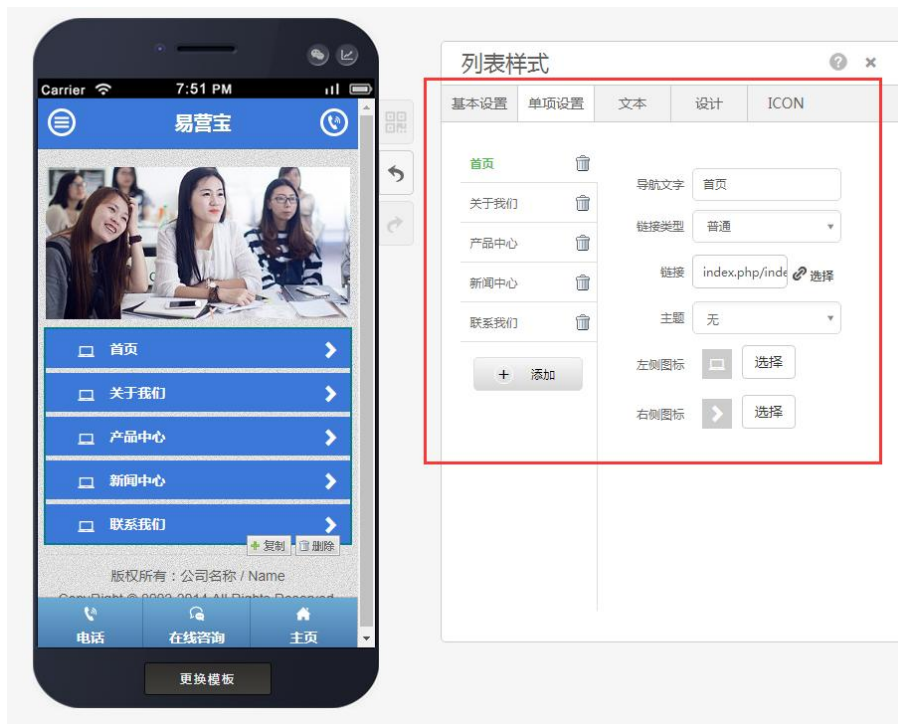 Carrier 7:51 PM
易营宝
首页
关于我们
产品中心
新闻中心
联系我们
复制 删除
版权所有：公司名称 / Name
CopyRight © 2002-2014 All Rights Reserved
电话 在线咨询 主页
更换模板
列表样式
基本设置 单项设置 文本 设计 ICON
首页
关于我们
产品中心
新闻中心
联系我们
+ 添加
导航文字 首页
链接类型 普通
链接 index.php/inde 选择
主题 无
左侧图标 选择
右侧图标 选择